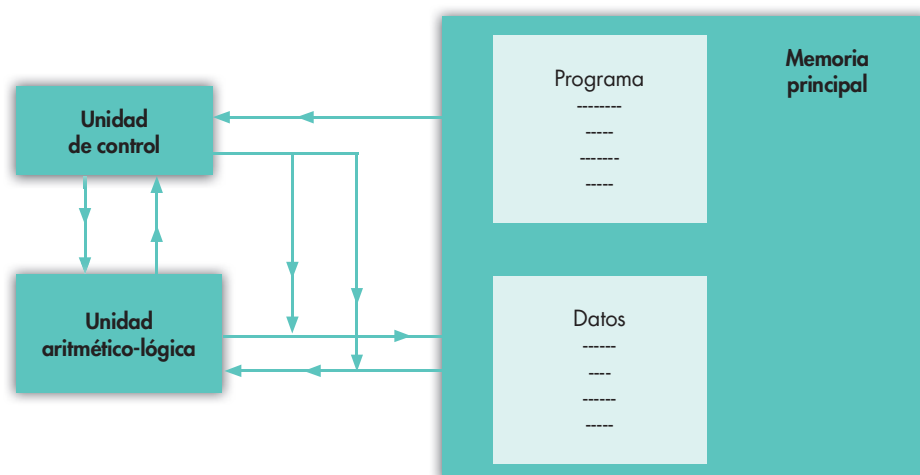 Unidad
de control
Unidad
aritmético-lógica
Programa
--------
-----
-------
-----
Datos
------
----
------
-----
Memoria
principal